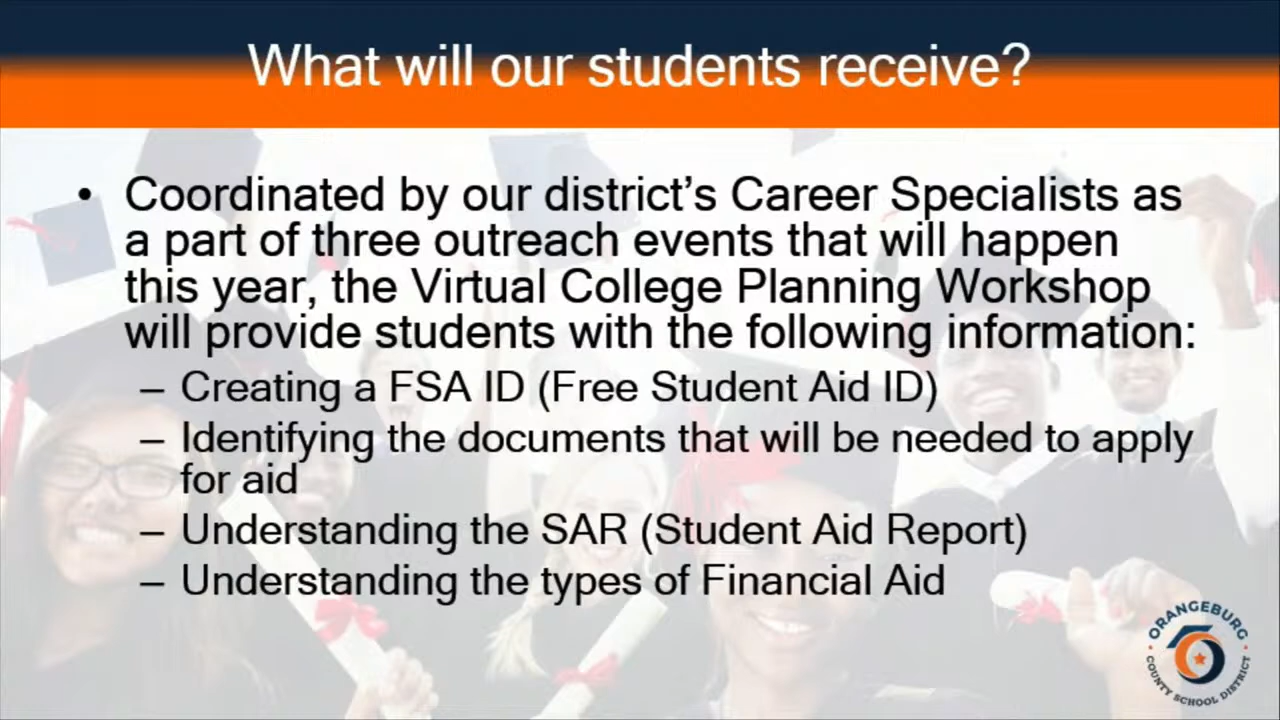 What will our students receive?
• Coordinated by our district's Career Specialists as
a part of three outreach events that will happen
this year, the Virtual College Planning Workshop
will provide students with the following information:
– Creating a FSA ID (Free Student Aid ID)
– Identifying the documents that will be needed to apply
for aid
– Understanding the SAR (Student Aid Report)
– Understanding the types of Financial Aid
ORANGEBURG
COUNTY SCHOOL DISTRICT